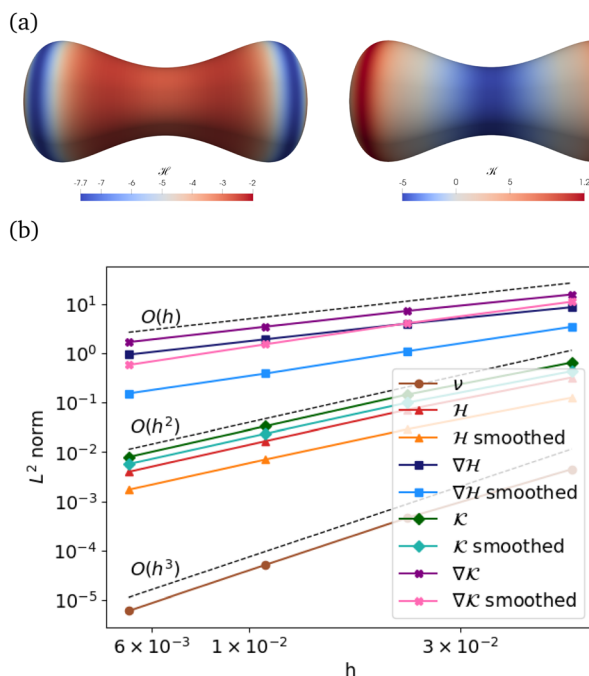 (a)
ℋ
-7.7 -7 -6 -5 -4 -3 -2
𝒦
-5 0 5 1.2
(b)
10¹
10⁰
10⁻¹
10⁻²
10⁻³
10⁻⁴
10⁻⁵
L² norm
O(h)
O(h²)
O(h³)
ν
ℋ
ℋ smoothed
∇ℋ
∇ℋ smoothed
𝒦
𝒦 smoothed
∇𝒦
∇𝒦 smoothed
6 × 10⁻³ 1 × 10⁻² 3 × 10⁻²
h